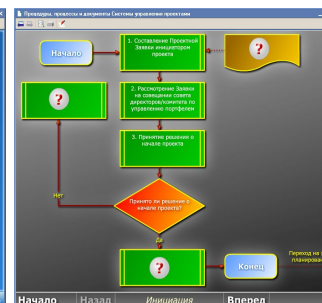 Процедуры, процессы и документы Системы управление проектами
Начало
1. Составление Проектной
Заявки инициатором
проекта
?
?
2. Рассмотрение Заявки
на совещании совета
директоров/комитета по
управлению портфелем
3. Принятие решения о
начале проекта
Нет
Принято ли решение о
начале проекта?
Да
?
Конец
Переход на
планирован
Начало Назад Инициация Вперед